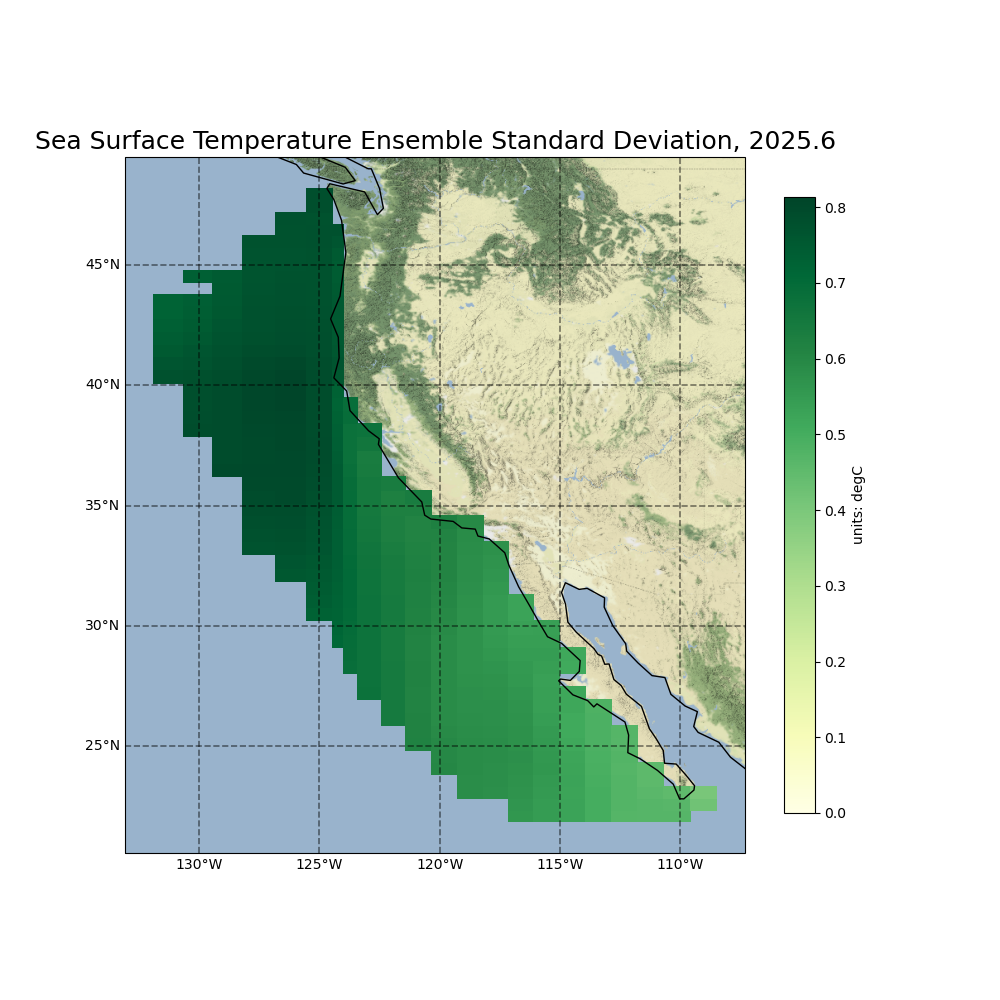 Sea Surface Temperature Ensemble Standard Deviation, 2025.6
45°N
40°N
35°N
30°N
25°N
130°W 125°W 120°W 115°W 110°W
0.8
0.7
0.6
0.5
0.4
0.3
0.2
0.1
0.0
units: degC